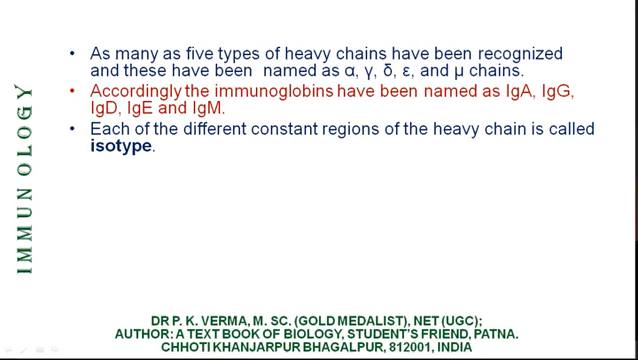 IMMUNOLOGY
• As many as five types of heavy chains have been recognized
and these have been named as α, γ, δ, ε, and μ chains.
• Accordingly the immunoglobins have been named as IgA, IgG,
IgD, IgE and IgM.
• Each of the different constant regions of the heavy chain is called
isotype.
DR P. K. VERMA, M. SC. (GOLD MEDALIST), NET (UGC);
AUTHOR: A TEXT BOOK OF BIOLOGY, STUDENT'S FRIEND, PATNA.
CHHOTI KHANJARPUR BHAGALPUR, 812001, INDIA